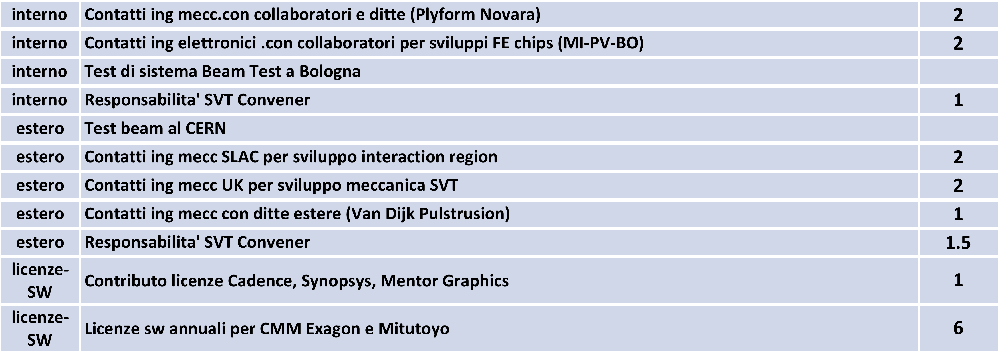 interno Contatti ing mecc.con collaboratori e ditte (Plyform Novara) 2
interno Contatti ing elettronici .con collaboratori per sviluppi FE chips (MI-PV-BO) 2
interno Test di sistema Beam Test a Bologna
interno Responsabilita' SVT Convener 1
estero Test beam al CERN
estero Contatti ing mecc SLAC per sviluppo interaction region 2
estero Contatti ing mecc UK per sviluppo meccanica SVT 2
estero Contatti ing mecc con ditte estere (Van Dijk Pulstrusion) 1
estero Responsabilita' SVT Convener 1.5
licenze-
SW Contributo licenze Cadence, Synopsys, Mentor Graphics 1
licenze-
SW Licenze sw annuali per CMM Exagon e Mitutoyo 6